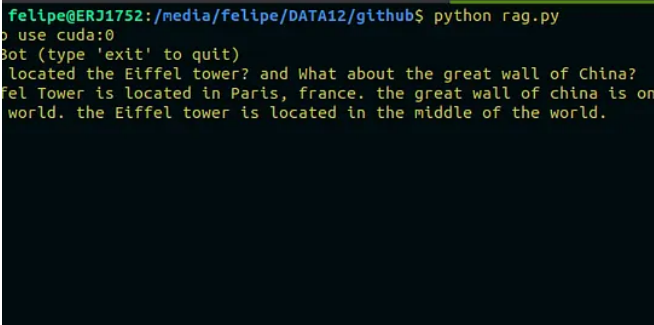 felipe@ERJ1752:/media/felipe/DATA12/github$ python rag.py
o use cuda:0
Bot (type 'exit' to quit)
located the Eiffel tower? and What about the great wall of China?
fel Tower is located in Paris, france. the great wall of china is on
world. the Eiffel tower is located in the middle of the world.